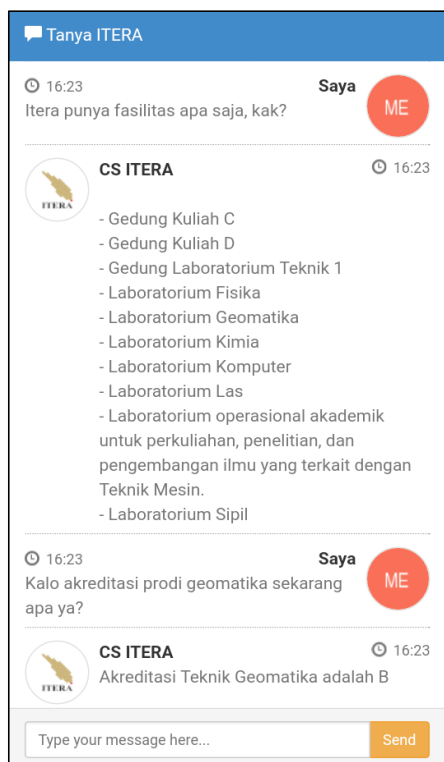 Tanya ITERA
16:23 Saya
Itera punya fasilitas apa saja, kak?
ME
CS ITERA 16:23
ITERA
- Gedung Kuliah C
- Gedung Kuliah D
- Gedung Laboratorium Teknik 1
- Laboratorium Fisika
- Laboratorium Geomatika
- Laboratorium Kimia
- Laboratorium Komputer
- Laboratorium Las
- Laboratorium operasional akademik
untuk perkuliahan, penelitian, dan
pengembangan ilmu yang terkait dengan
Teknik Mesin.
- Laboratorium Sipil
16:23 Saya
Kalo akreditasi prodi geomatika sekarang
apa ya?
ME
CS ITERA 16:23
Akreditasi Teknik Geomatika adalah B
ITERA
Type your message here... Send